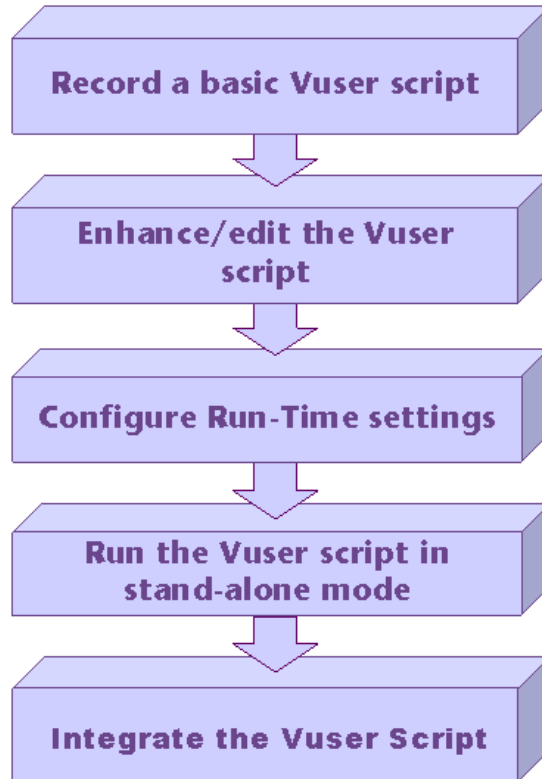 Record a basic Vuser script
Enhance/edit the Vuser
script
Configure Run-Time settings
Run the Vuser script in
stand-alone mode
Integrate the Vuser Script